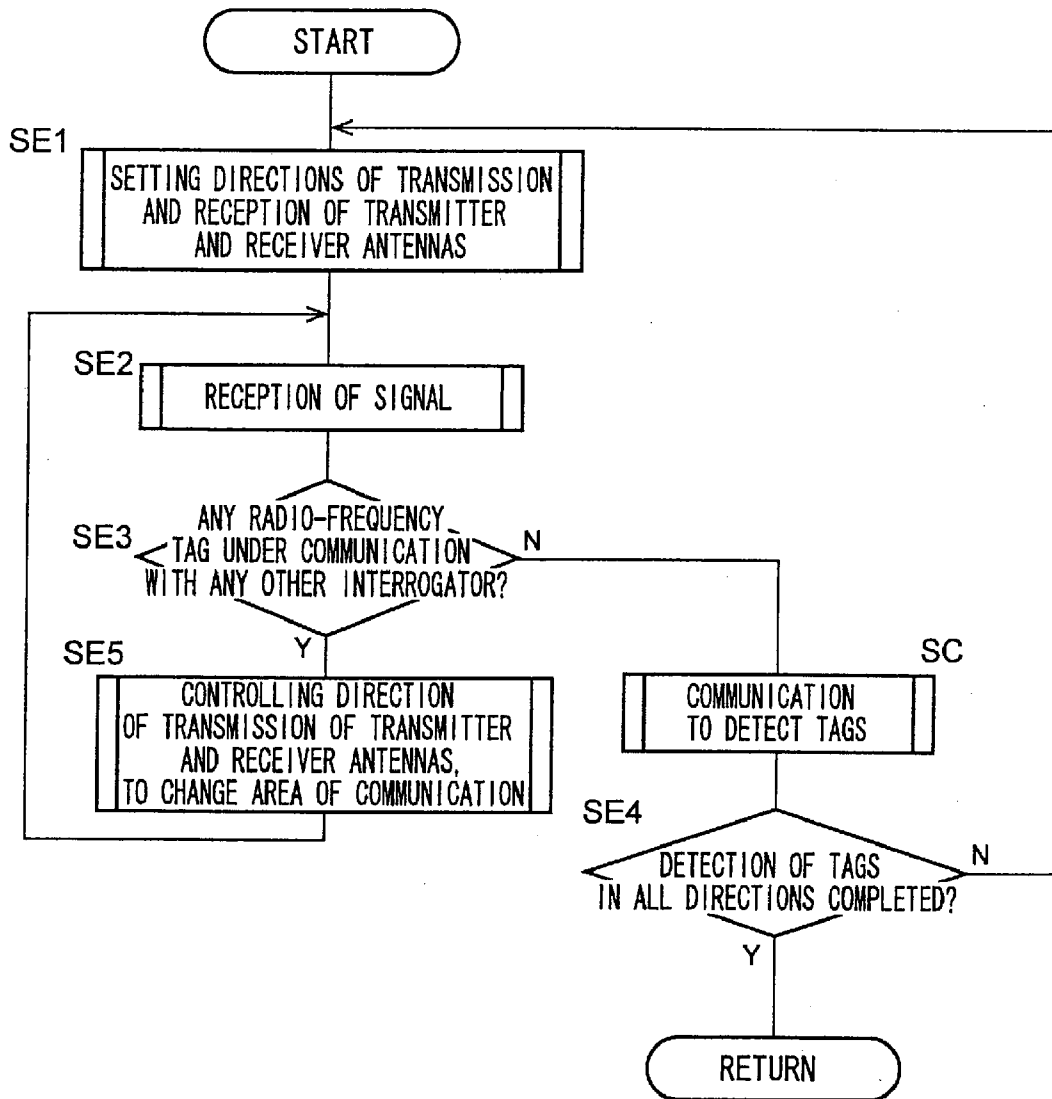 START
SE1
SETTING DIRECTIONS OF TRANSMISSION
AND RECEPTION OF TRANSMITTER
AND RECEIVER ANTENNAS
SE2
RECEPTION OF SIGNAL
SE3
ANY RADIO-FREQUENCY
TAG UNDER COMMUNICATION
WITH ANY OTHER INTERROGATOR?
N
Y
SE5
CONTROLLING DIRECTION
OF TRANSMISSION OF TRANSMITTER
AND RECEIVER ANTENNAS,
TO CHANGE AREA OF COMMUNICATION
SC
COMMUNICATION
TO DETECT TAGS
SE4
DETECTION OF TAGS
IN ALL DIRECTIONS COMPLETED?
N
Y
RETURN